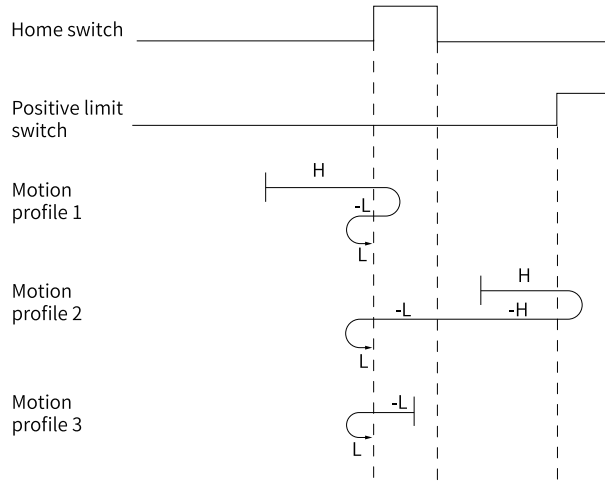 Home switch
Positive limit
switch
Motion
profile 1
H
-L
L
Motion
profile 2
H
-L
-H
L
Motion
profile 3
-L
L